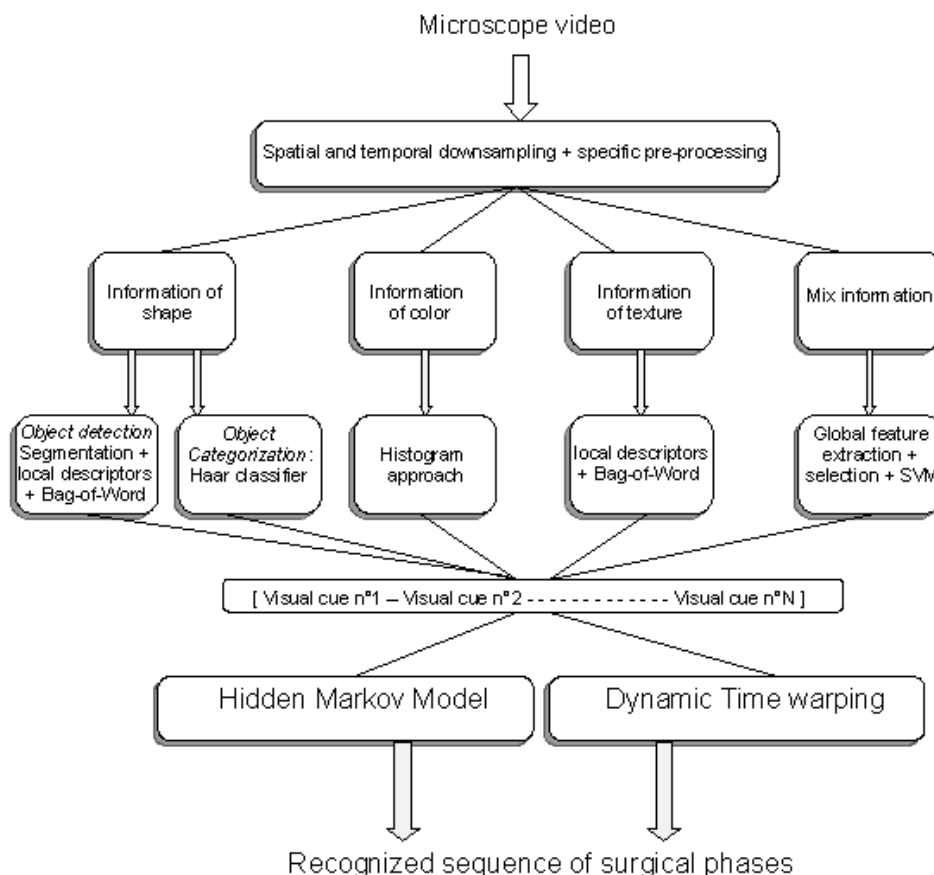 Microscope video
Spatial and temporal downsampling + specific pre-processing
Information of
shape
Information
of color
Information
of texture
Mix information
Object detection
Segmentation +
local descriptors
+ Bag-of-Word
Object
Categorization :
Haar classifier
Histogram
approach
local descriptors
+ Bag-of-Word
Global feature
extraction +
selection + SVM
[ Visual cue n°1 – Visual cue n°2 - - - - - - - - - - - - - - Visual cue n°N ]
Hidden Markov Model
Dynamic Time warping
Recognized sequence of surgical phases